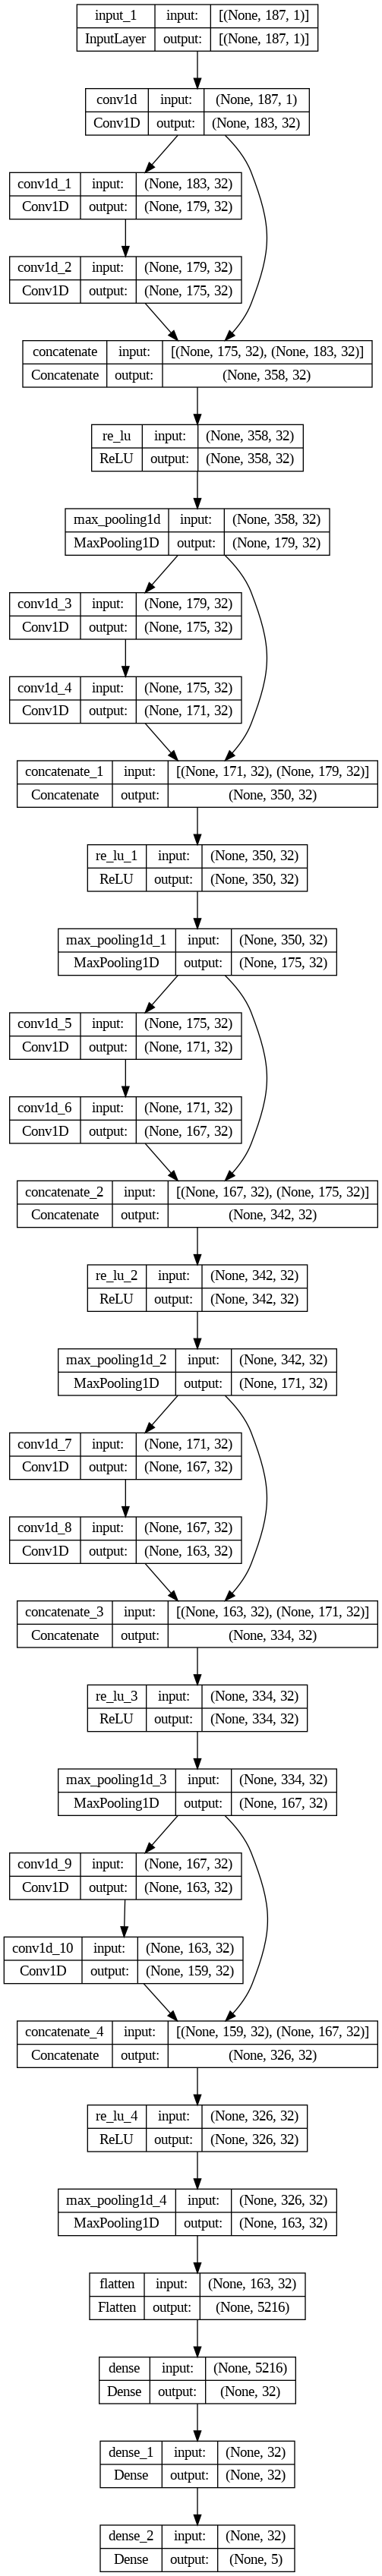 input_1 input: [(None, 187, 1)]
InputLayer output: [(None, 187, 1)]
conv1d input: (None, 187, 1)
Conv1D output: (None, 183, 32)
conv1d_1 input: (None, 183, 32)
Conv1D output: (None, 179, 32)
conv1d_2 input: (None, 179, 32)
Conv1D output: (None, 175, 32)
concatenate input: [(None, 175, 32), (None, 183, 32)]
Concatenate output: (None, 358, 32)
re_lu input: (None, 358, 32)
ReLU output: (None, 358, 32)
max_pooling1d input: (None, 358, 32)
MaxPooling1D output: (None, 179, 32)
conv1d_3 input: (None, 179, 32)
Conv1D output: (None, 175, 32)
conv1d_4 input: (None, 175, 32)
Conv1D output: (None, 171, 32)
concatenate_1 input: [(None, 171, 32), (None, 179, 32)]
Concatenate output: (None, 350, 32)
re_lu_1 input: (None, 350, 32)
ReLU output: (None, 350, 32)
max_pooling1d_1 input: (None, 350, 32)
MaxPooling1D output: (None, 175, 32)
conv1d_5 input: (None, 175, 32)
Conv1D output: (None, 171, 32)
conv1d_6 input: (None, 171, 32)
Conv1D output: (None, 167, 32)
concatenate_2 input: [(None, 167, 32), (None, 175, 32)]
Concatenate output: (None, 342, 32)
re_lu_2 input: (None, 342, 32)
ReLU output: (None, 342, 32)
max_pooling1d_2 input: (None, 342, 32)
MaxPooling1D output: (None, 171, 32)
conv1d_7 input: (None, 171, 32)
Conv1D output: (None, 167, 32)
conv1d_8 input: (None, 167, 32)
Conv1D output: (None, 163, 32)
concatenate_3 input: [(None, 163, 32), (None, 171, 32)]
Concatenate output: (None, 334, 32)
re_lu_3 input: (None, 334, 32)
ReLU output: (None, 334, 32)
max_pooling1d_3 input: (None, 334, 32)
MaxPooling1D output: (None, 167, 32)
conv1d_9 input: (None, 167, 32)
Conv1D output: (None, 163, 32)
conv1d_10 input: (None, 163, 32)
Conv1D output: (None, 159, 32)
concatenate_4 input: [(None, 159, 32), (None, 167, 32)]
Concatenate output: (None, 326, 32)
re_lu_4 input: (None, 326, 32)
ReLU output: (None, 326, 32)
max_pooling1d_4 input: (None, 326, 32)
MaxPooling1D output: (None, 163, 32)
flatten input: (None, 163, 32)
Flatten output: (None, 5216)
dense input: (None, 5216)
Dense output: (None, 32)
dense_1 input: (None, 32)
Dense output: (None, 32)
dense_2 input: (None, 32)
Dense output: (None, 5)